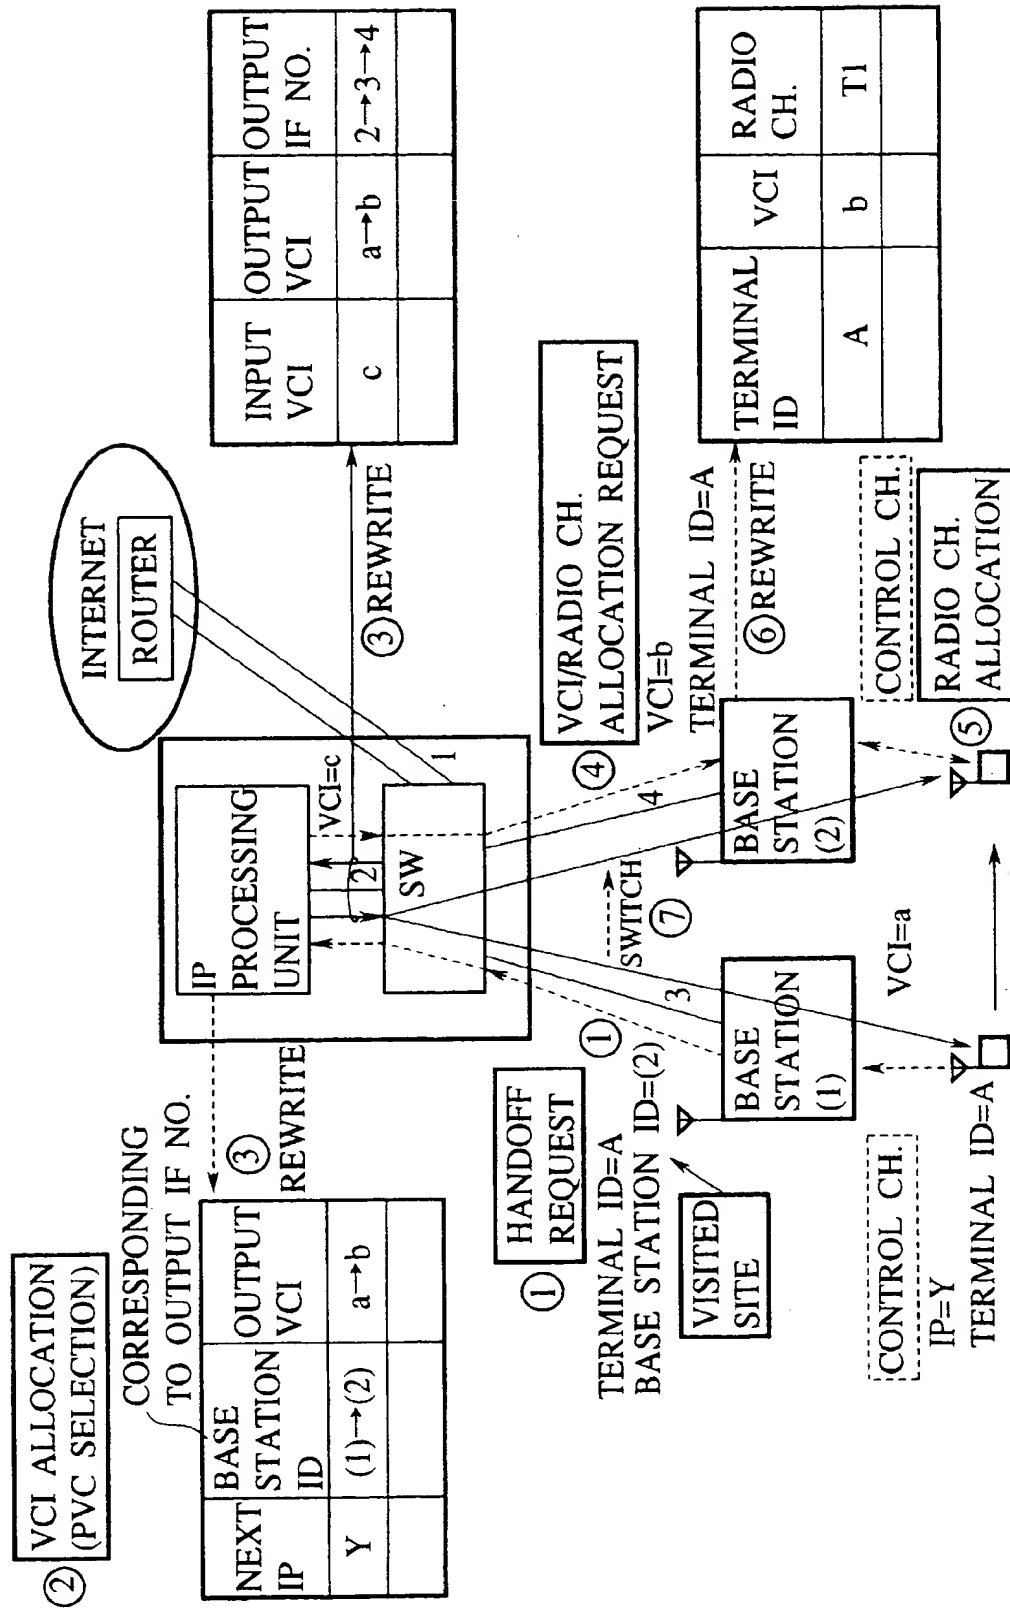 ② VCI ALLOCATION
(PVC SELECTION)
CORRESPONDING
TO OUTPUT IF NO.
NEXT
IP
BASE
STATION
ID
OUTPUT
VCI
Y
(1)→(2)
a→b
③
REWRITE
INTERNET
ROUTER
IP
PROCESSING
UNIT
VCI=c
2
SW
1
③ REWRITE
INPUT
VCI
OUTPUT
VCI
OUTPUT
IF NO.
c
a→b
2→3→4
① HANDOFF
REQUEST
TERMINAL ID=A
BASE STATION ID=(2)
VISITED
SITE
①
3
SWITCH
⑦
4
④ VCI/RADIO CH.
ALLOCATION REQUEST
VCI=b
TERMINAL ID=A
BASE
STATION
(1)
BASE
STATION
(2)
⑥ REWRITE
TERMINAL
ID
VCI
RADIO
CH.
A
b
T1
CONTROL CH.
IP=Y
TERMINAL ID=A
VCI=a
CONTROL CH.
⑤ RADIO CH.
ALLOCATION